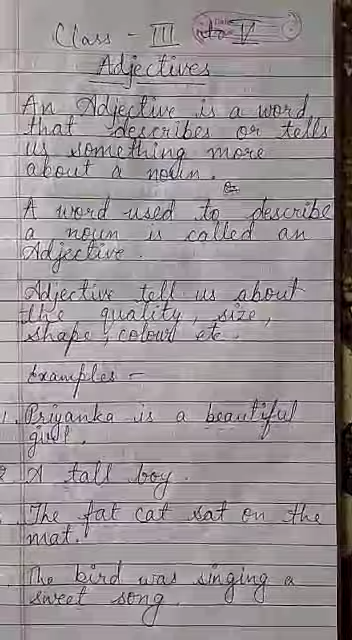 Class - III to V
Adjectives
An Adjective is a word
that describes or tells
us something more
about a noun.
Or
A word used to describe
a noun is called an
Adjective.
Adjective tell us about
the quality, size,
shape, colour etc.
Examples -
1. Priyanka is a beautiful
girl.
2. A tall boy.
The fat cat sat on the
mat.
The bird was singing a
sweet song.